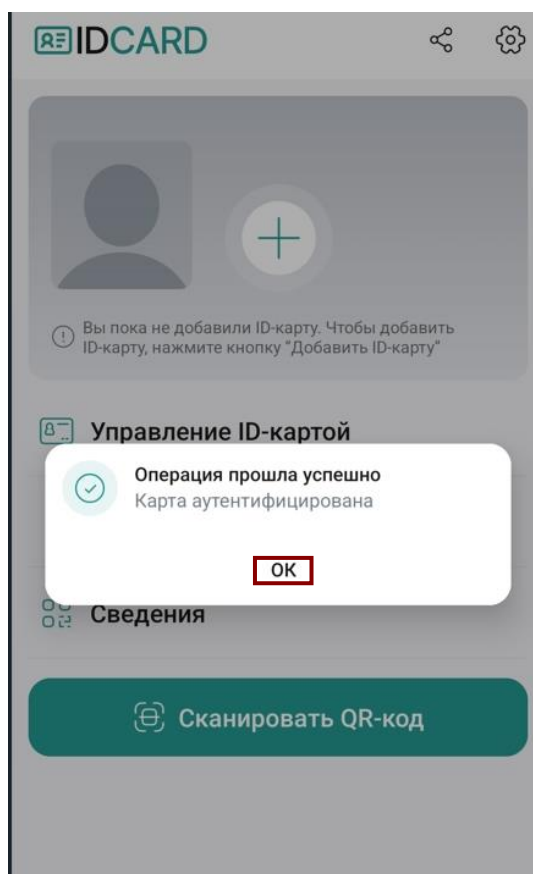 IDCARD
Вы пока не добавили ID-карту. Чтобы добавить
ID-карту, нажмите кнопку "Добавить ID-карту"
Управление ID-картой
Операция прошла успешно
Карта аутентифицирована
ОК
Сведения
Сканировать QR-код